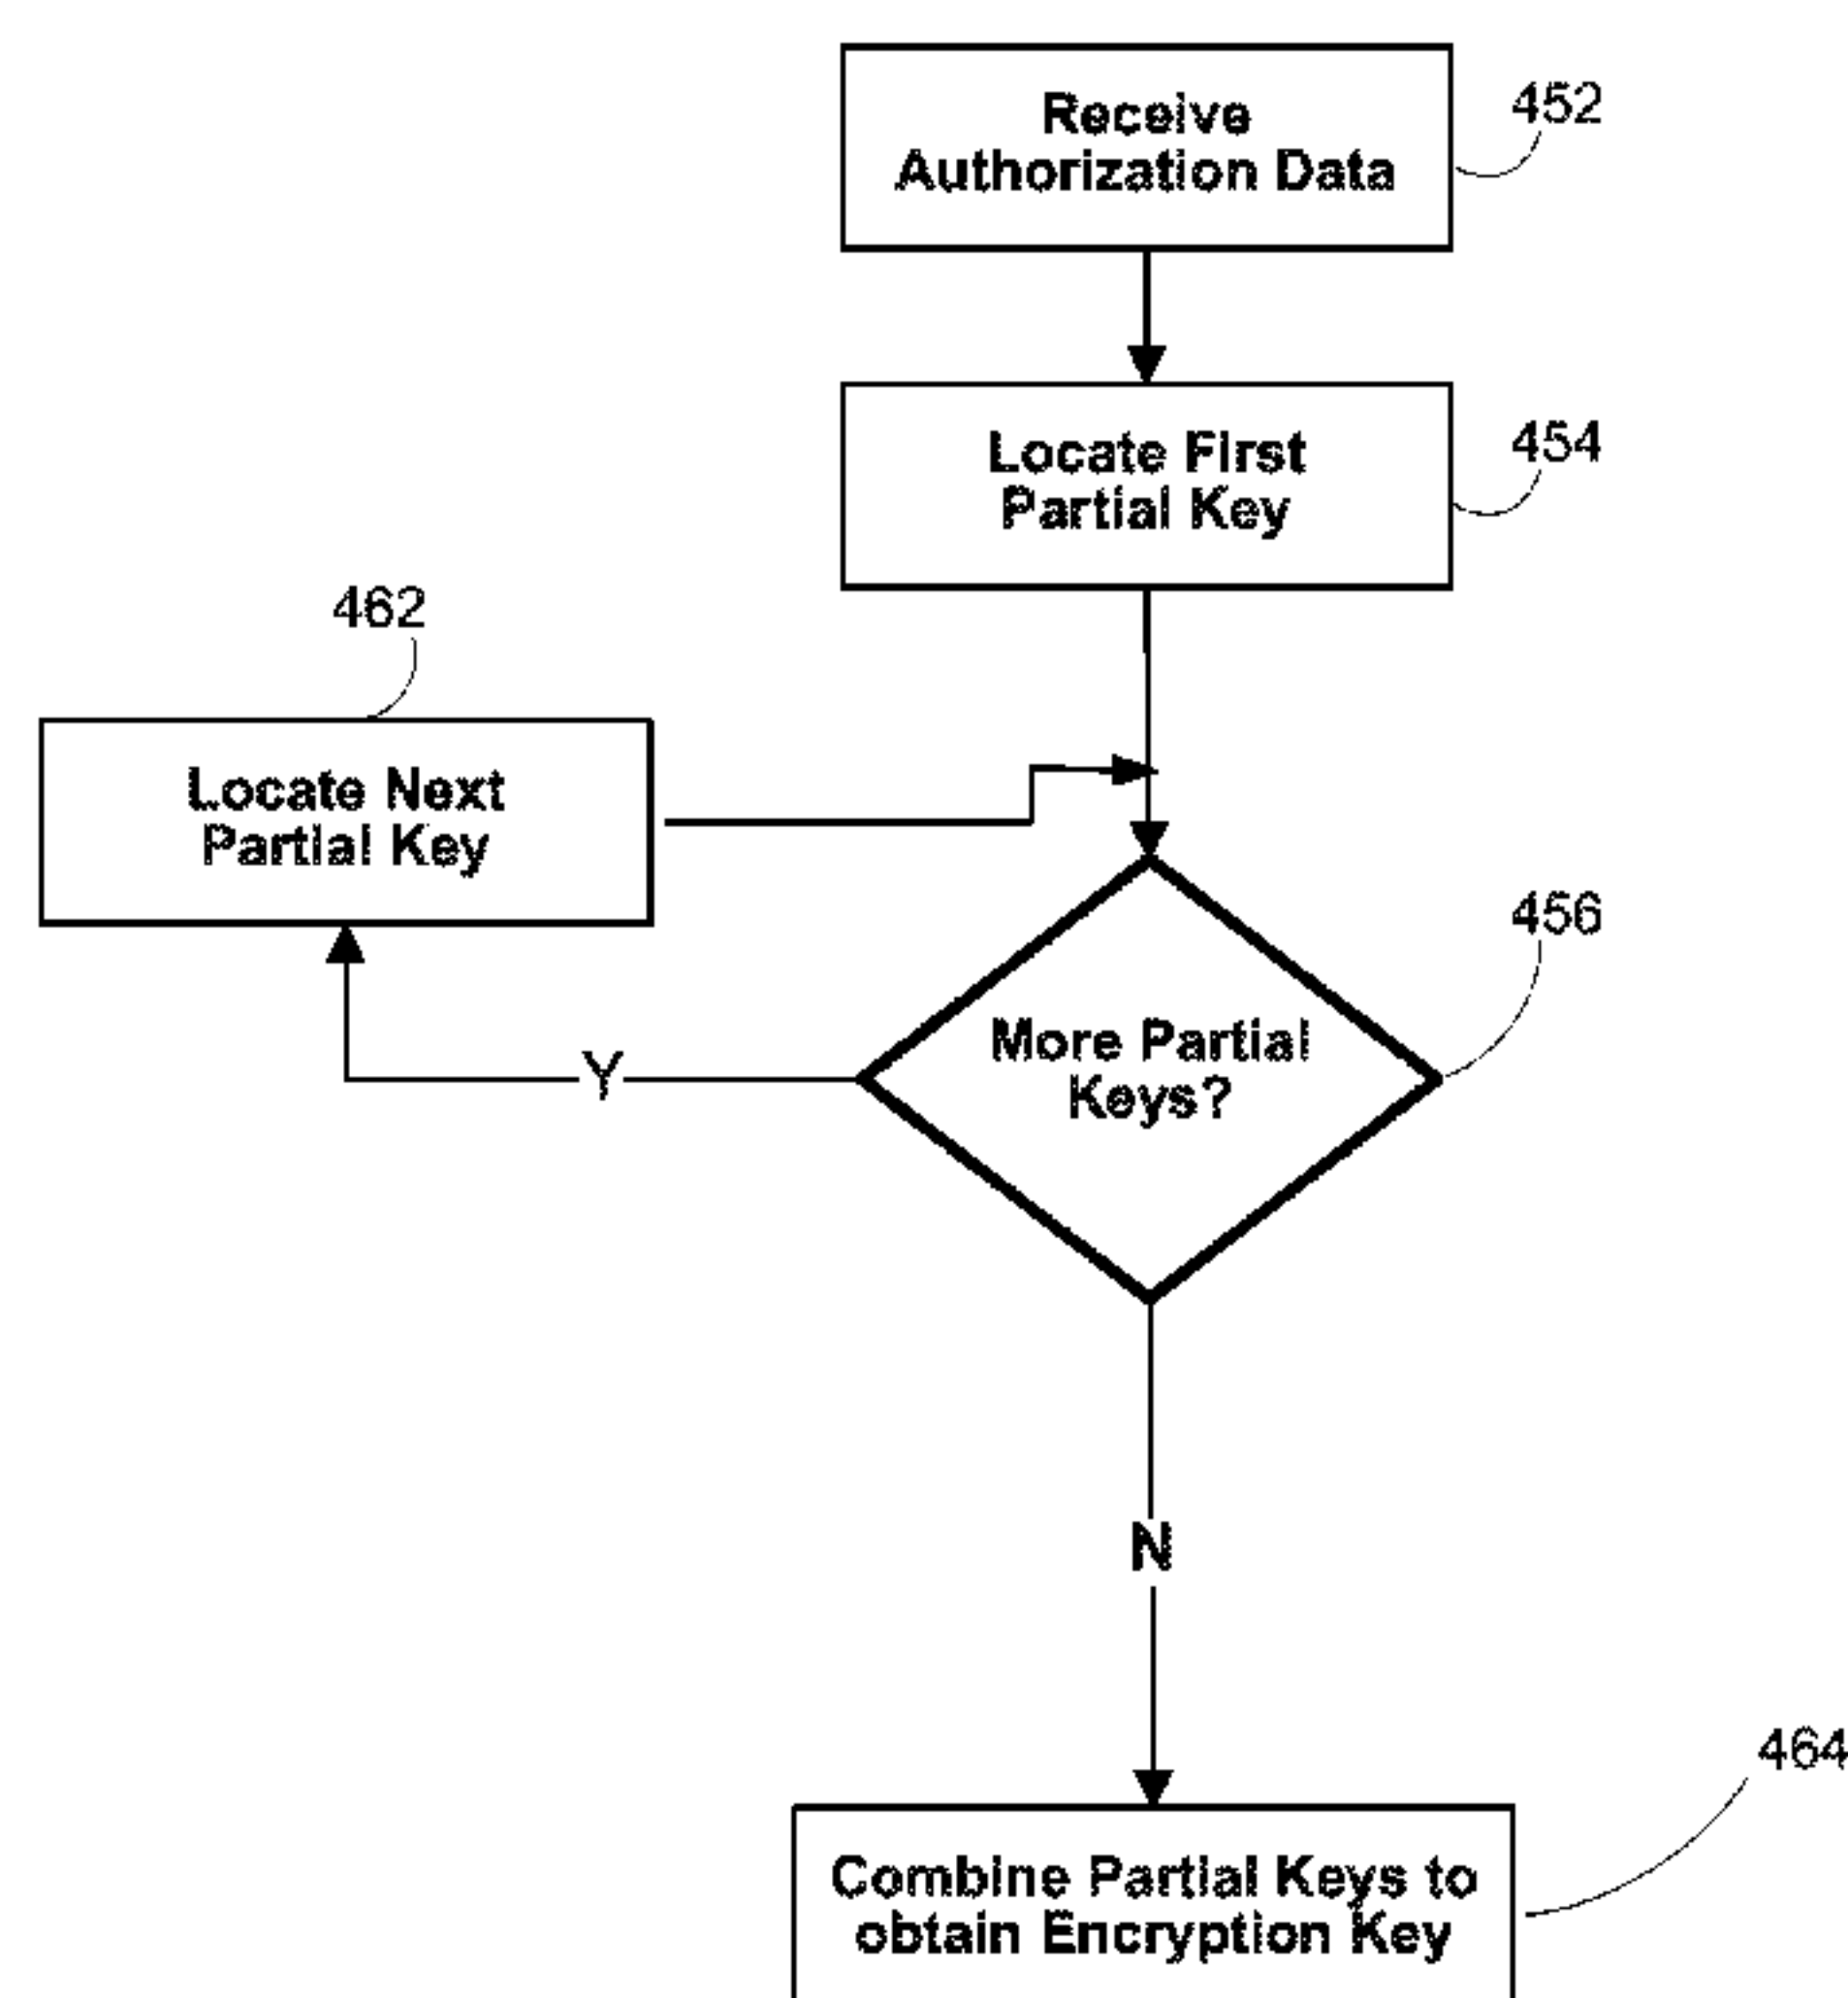 Receive
Authorization Data
452
Locate First
Partial Key
454
462
Locate Next
Partial Key
456
More Partial
Keys?
Y
N
464
Combine Partial Keys to
obtain Encryption Key